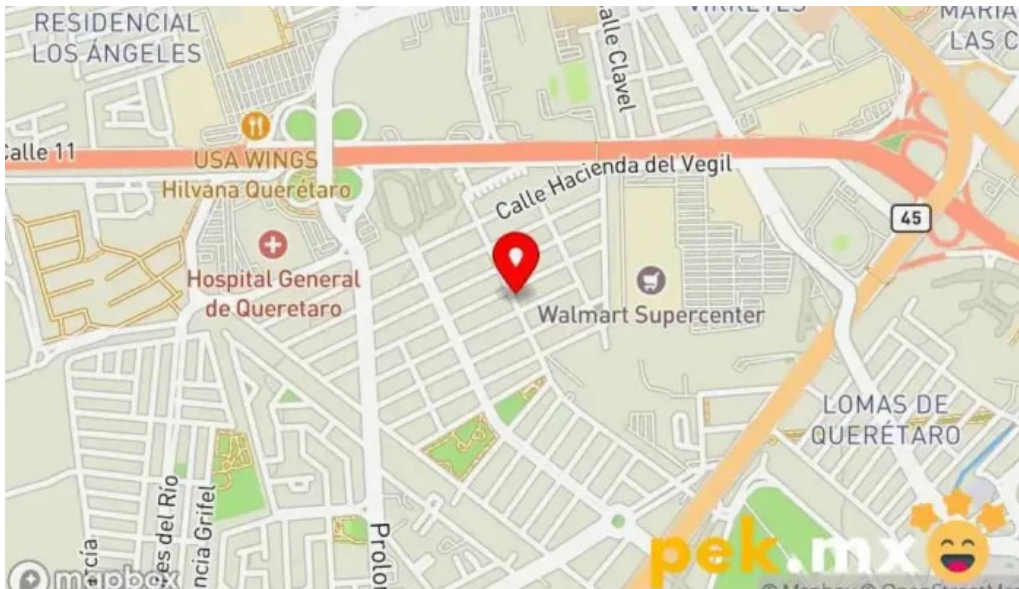 RESIDENCIAL
LOS ÁNGELES
VIRREYES
MARIA
LAS C
alle Clavel
Calle 11
USA WINGS
Hilvana Querétaro
Calle Hacienda del Vegil
45
Hospital General
de Queretaro
Walmart Supercenter
LOMAS DE
QUERÉTARO
es del Río
ncia Grifel
rcía
Prolo
pek.mx
mapbox
© Mapbox © OpenStreetMap